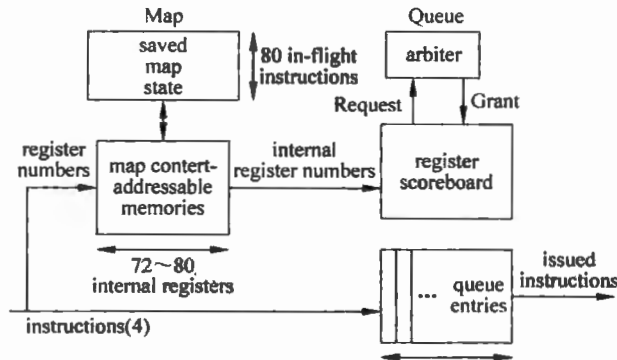 Map
Queue
saved
map
state
80 in-flight
instructions
arbiter
Request
Grant
register
numbers
map contert-
addressable
memories
internal
register numbers
register
scoreboard
72～80
internal registers
issued
instructions
... queue
entries
instructions(4)